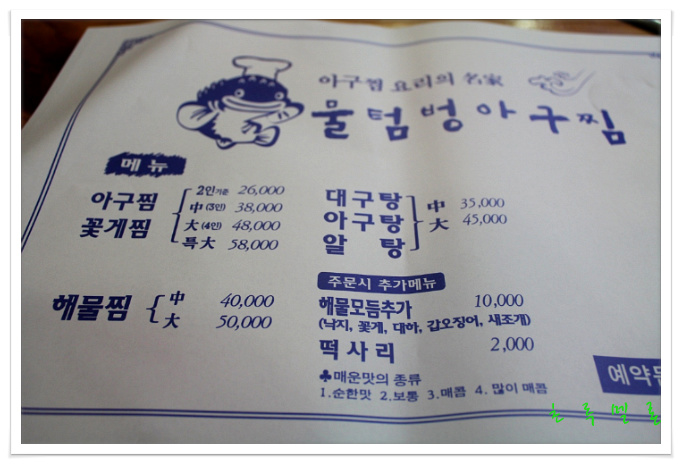 아구찜 요리의 名家
물텀벙아구찜
메뉴
아구찜
꽃게찜
2인기준 26,000
中(3인) 38,000
大(4인) 48,000
특大 58,000
해물찜
中 40,000
大 50,000
대구탕
아구탕
알 탕
中 35,000
大 45,000
주문시 추가메뉴
해물모듬추가 10,000
(낙지, 꽃게, 대하, 갑오징어, 새조개)
떡사리 2,000
♣매운맛의 종류
1.순한맛 2.보통 3.매콤 4.많이 매콤
예약